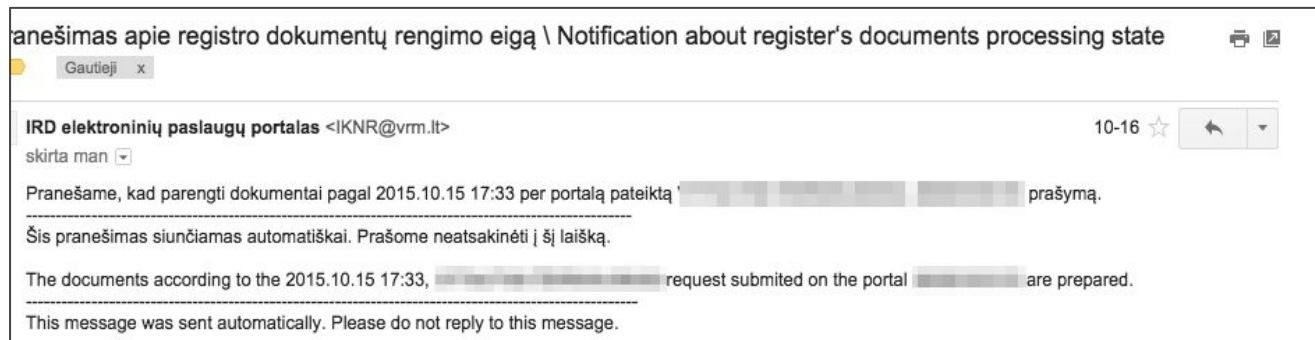 anešimas apie registro dokumentų rengimo eigą \ Notification about register's documents processing state
Gautieji x
IRD elektroninių paslaugų portalas <IKNR@vrm.lt> 10-16
skirta man
Pranešame, kad parengti dokumentai pagal 2015.10.15 17:33 per portalą pateiktą prašymą.
----------------------------------------------------------------------------------------------------
Šis pranešimas siunčiamas automatiškai. Prašome neatsakinėti į šį laišką.
The documents according to the 2015.10.15 17:33, request submited on the portal are prepared.
----------------------------------------------------------------------------------------------------
This message was sent automatically. Please do not reply to this message.